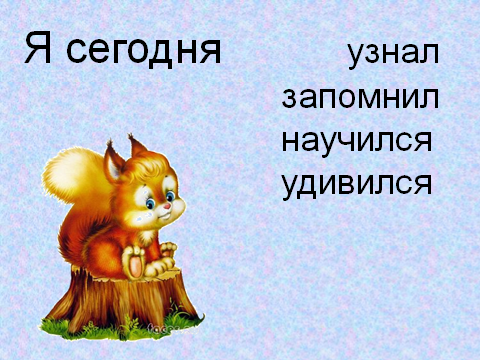 Я сегодня узнал
запомнил
научился
удивился